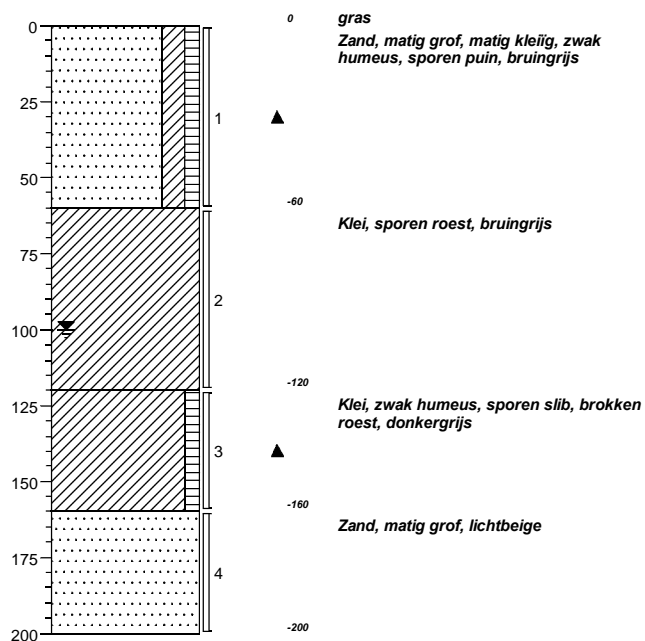 0
gras
0
Zand, matig grof, matig kleiïg, zwak
humeus, sporen puin, bruingrijs
25
1
50
-60
Klei, sporen roest, bruingrijs
75
2
100
-120
125
Klei, zwak humeus, sporen slib, brokken
roest, donkergrijs
3
150
-160
Zand, matig grof, lichtbeige
175
4
200
-200